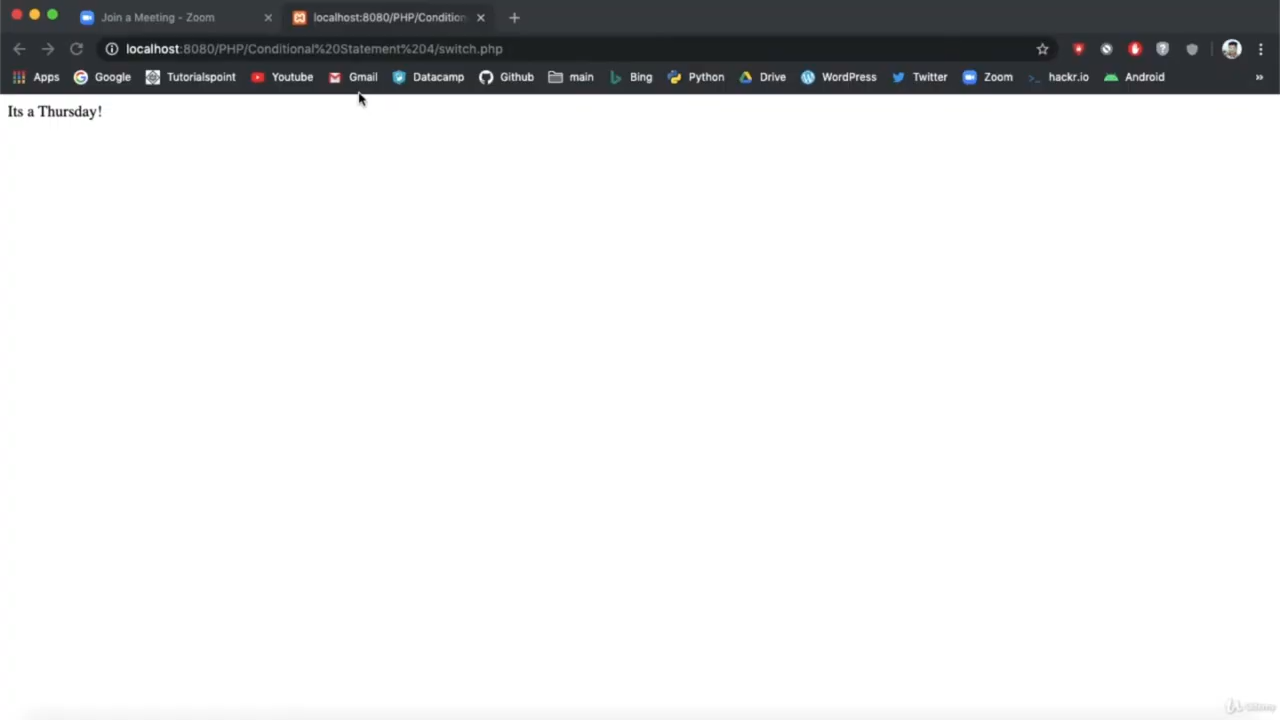 Join a Meeting - Zoom
localhost:8080/PHP/Condition
localhost:8080/PHP/Conditional%20Statement%204/switch.php
Apps Google Tutorialspoint Youtube Gmail Datacamp Github main Bing Python Drive WordPress Twitter Zoom hackr.io Android »
Its a Thursday!
Udemy